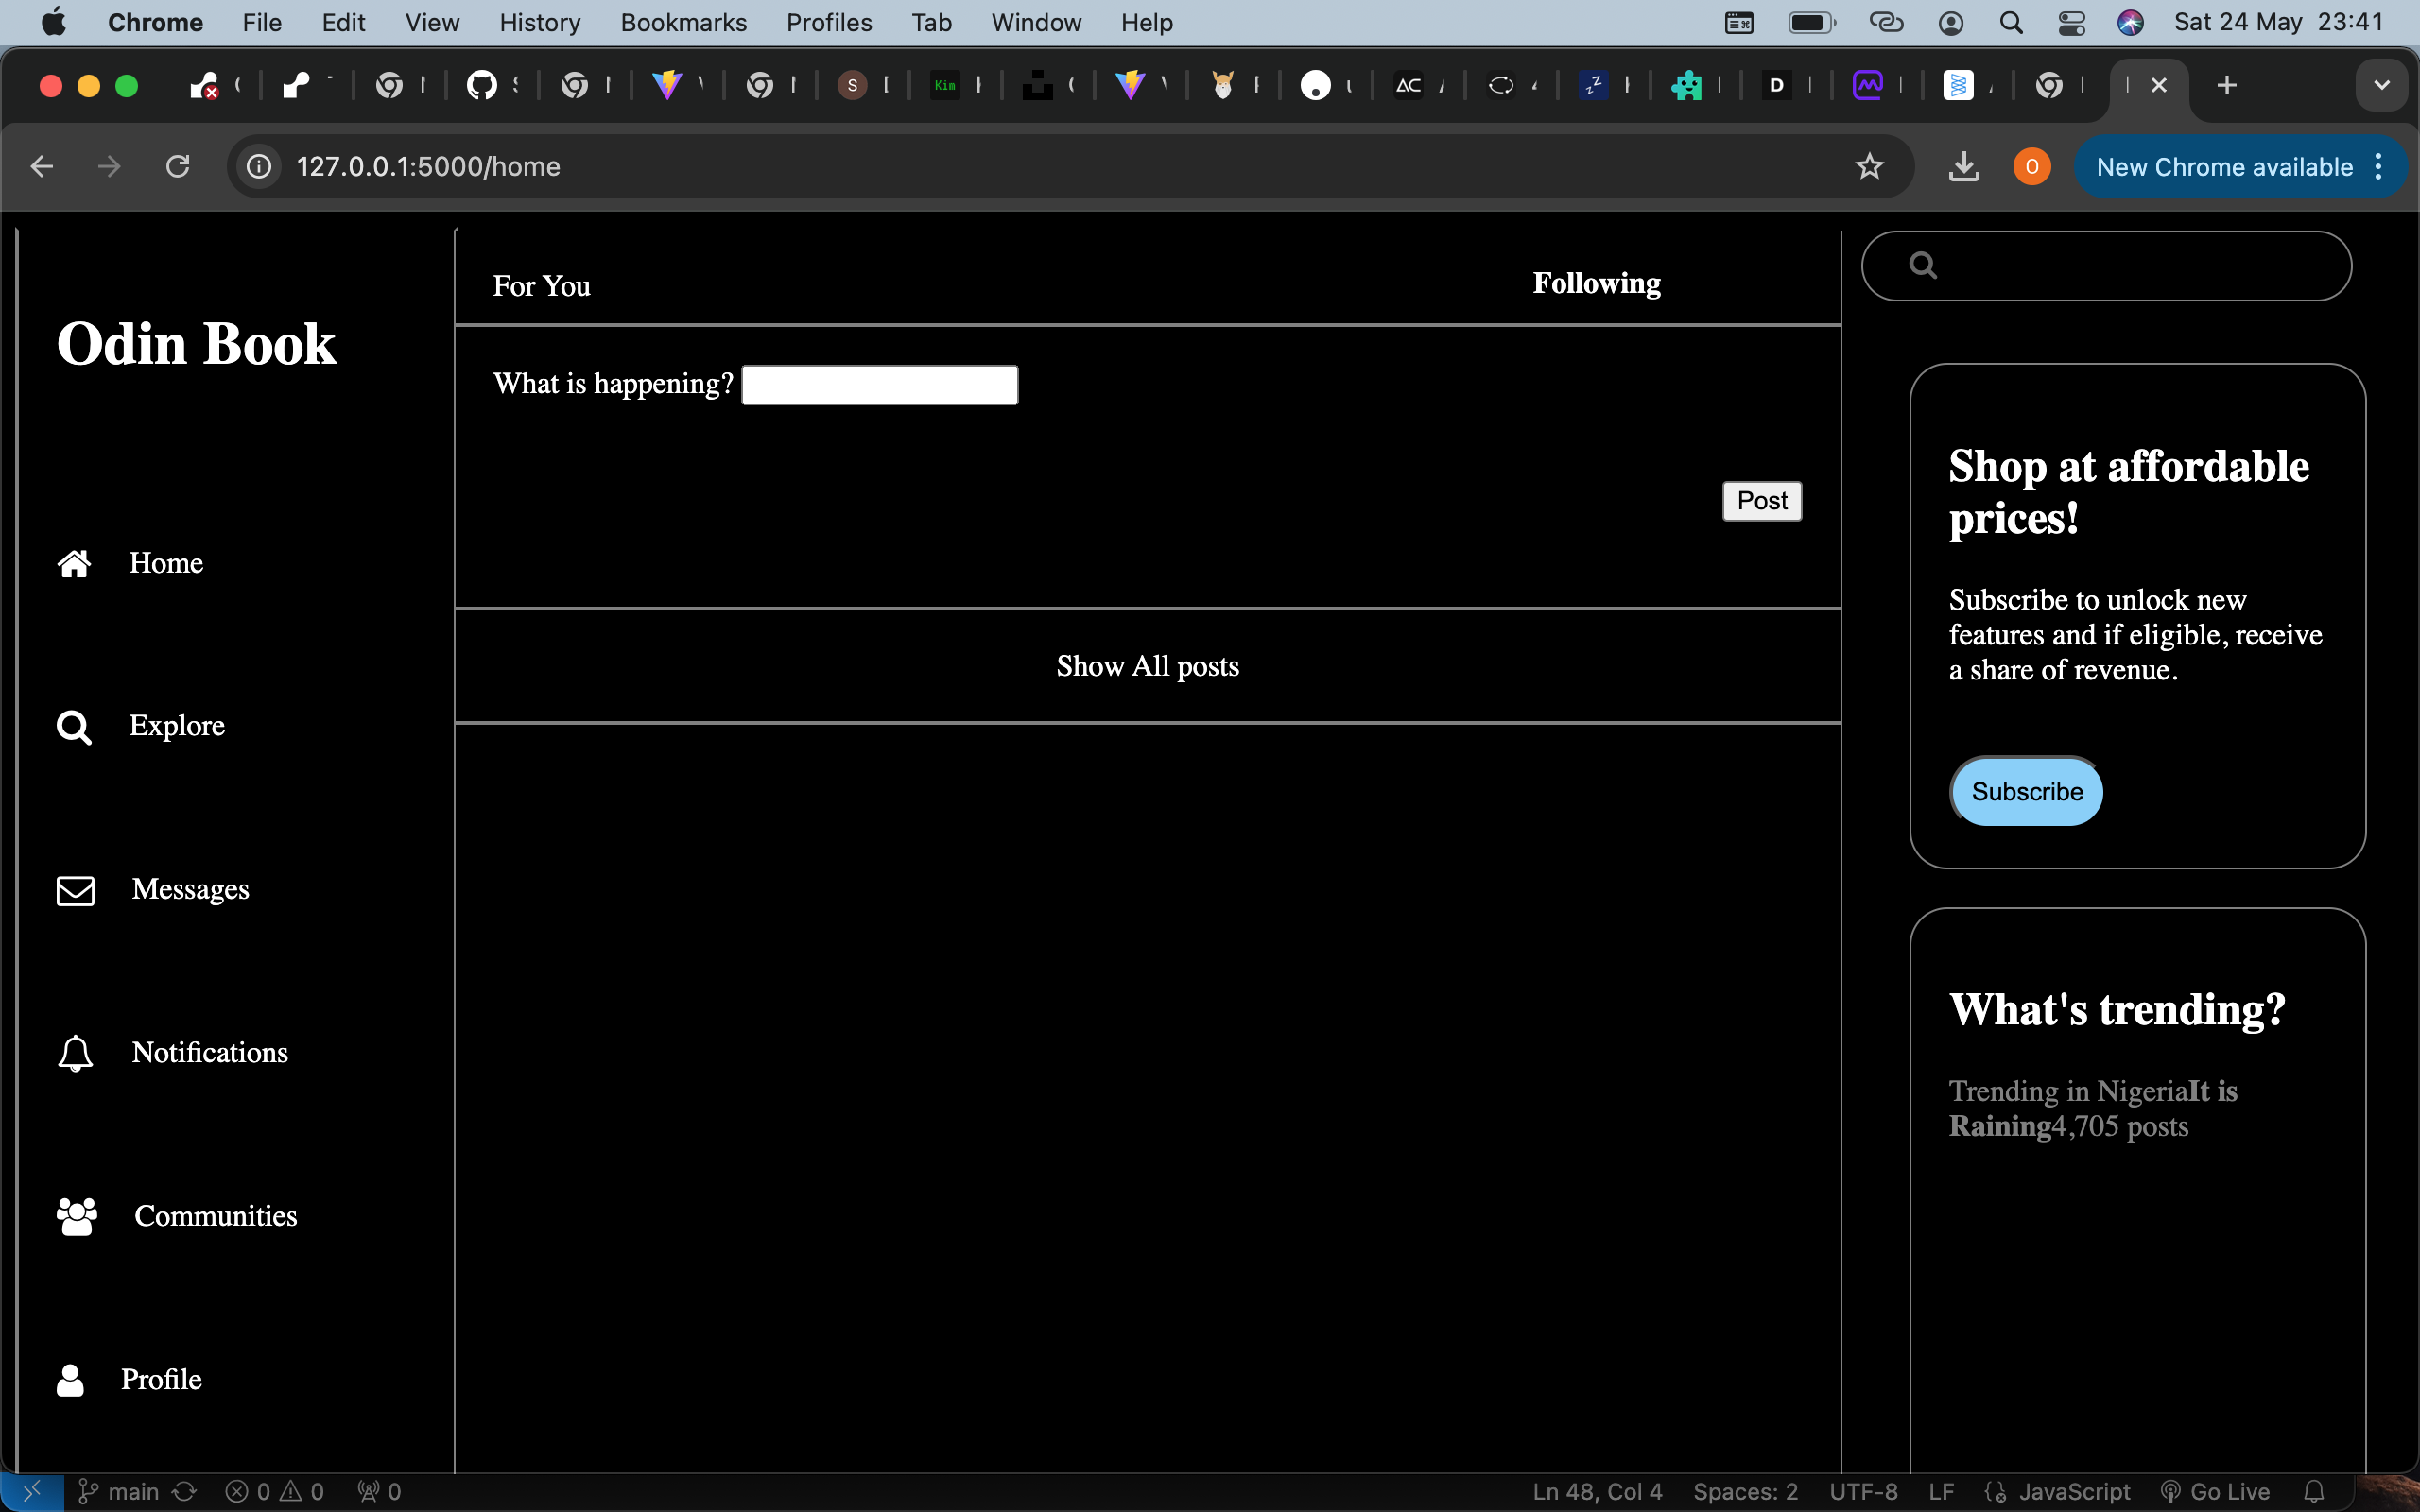 Chrome File Edit View History Bookmarks Profiles Tab Window Help Sat 24 May 23:41
S Kim AC zZ D
127.0.0.1:5000/home O New Chrome available
For You Following
Odin Book
What is happening?
Post
Show All posts
Home
Explore
Messages
Notifications
Communities
Profile
Shop at affordable
prices!
Subscribe to unlock new
features and if eligible, receive
a share of revenue.
Subscribe
What's trending?
Trending in NigeriaIt is
Raining4,705 posts
main 0 0 0 Ln 48, Col 4 Spaces: 2 UTF-8 LF JavaScript Go Live